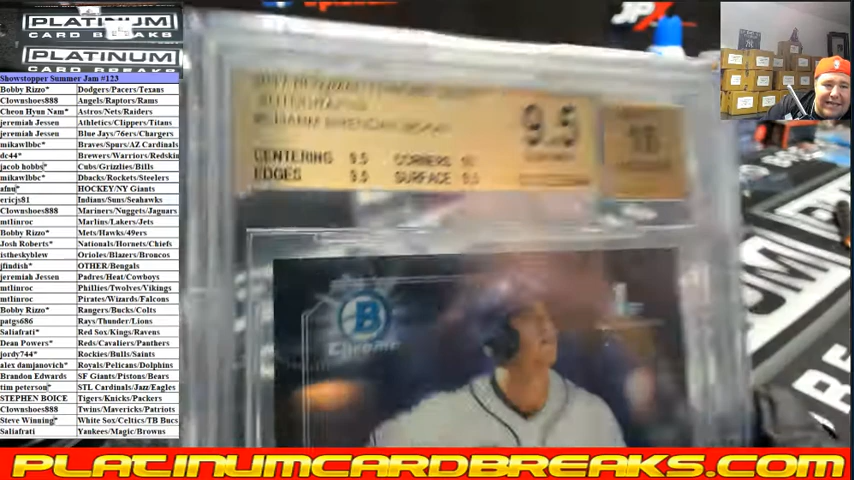 PLATINUM
CARD BREAKS
PLATINUM
CARD BREAKS
Showstopper Summer Jam #123
Bobby Rizzo* Dodgers/Pacers/Texans
Clownshoes888 Angels/Raptors/Rams
Cheon Hyun Nam* Astros/Nets/Raiders
jeremiah Jessen Athletics/Clippers/Titans
jeremiah Jessen Blue Jays/76ers/Chargers
mikawlbbc* Braves/Spurs/AZ Cardinals
dc44* Brewers/Warriors/Redskin
jacob hobbs* Cubs/Grizzlies/Bills
mikawlbbc* Dbacks/Rockets/Steelers
afnu* HOCKEY/NY Giants
ericjs81 Indians/Suns/Seahawks
Clownshoes888 Mariners/Nuggets/Jaguars
mtlinroc Marlins/Lakers/Jets
Bobby Rizzo* Mets/Hawks/49ers
Josh Roberts* Nationals/Hornets/Chiefs
istheskyblew Orioles/Blazers/Broncos
jfindish* OTHER/Bengals
jeremiah Jessen Padres/Heat/Cowboys
mtlinroc Phillies/Twolves/Vikings
mtlinroc Pirates/Wizards/Falcons
Bobby Rizzo* Rangers/Bucks/Colts
patgs686 Rays/Thunder/Lions
Saliafrati* Red Sox/Kings/Ravens
Dean Powers* Reds/Cavaliers/Panthers
jordy744* Rockies/Bulls/Saints
alex damjanovich* Royals/Pelicans/Dolphins
Brandon Edwards SF Giants/Pistons/Bears
tim peterson* STL Cardinals/Jazz/Eagles
STEPHEN BOICE Tigers/Knicks/Packers
Clownshoes888 Twins/Mavericks/Patriots
Steve Winning* White Sox/Celtics/TB Bucs
Saliafrati Yankees/Magic/Browns
AUTOGRAPHS
9.5
10
CENTERING 9.5 CORNERS 10
EDGES 9.5 SURFACE 9.5
B
Chrome
PLATINUMCARDBREAKS.COM